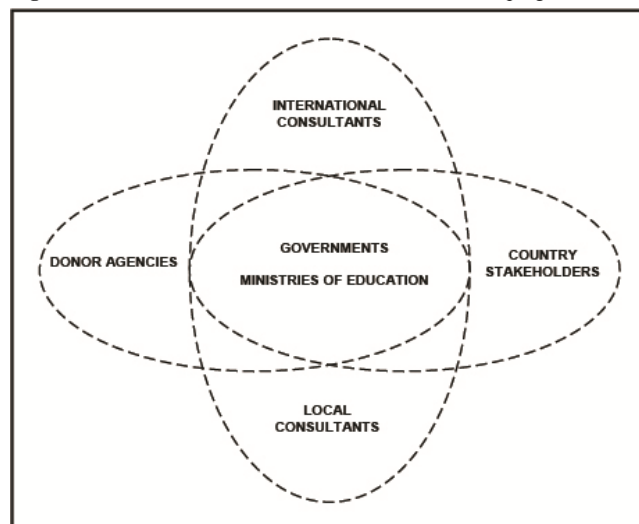 INTERNATIONAL
CONSULTANTS
DONOR AGENCIES
GOVERNMENTS
MINISTRIES OF EDUCATION
COUNTRY
STAKEHOLDERS
LOCAL
CONSULTANTS